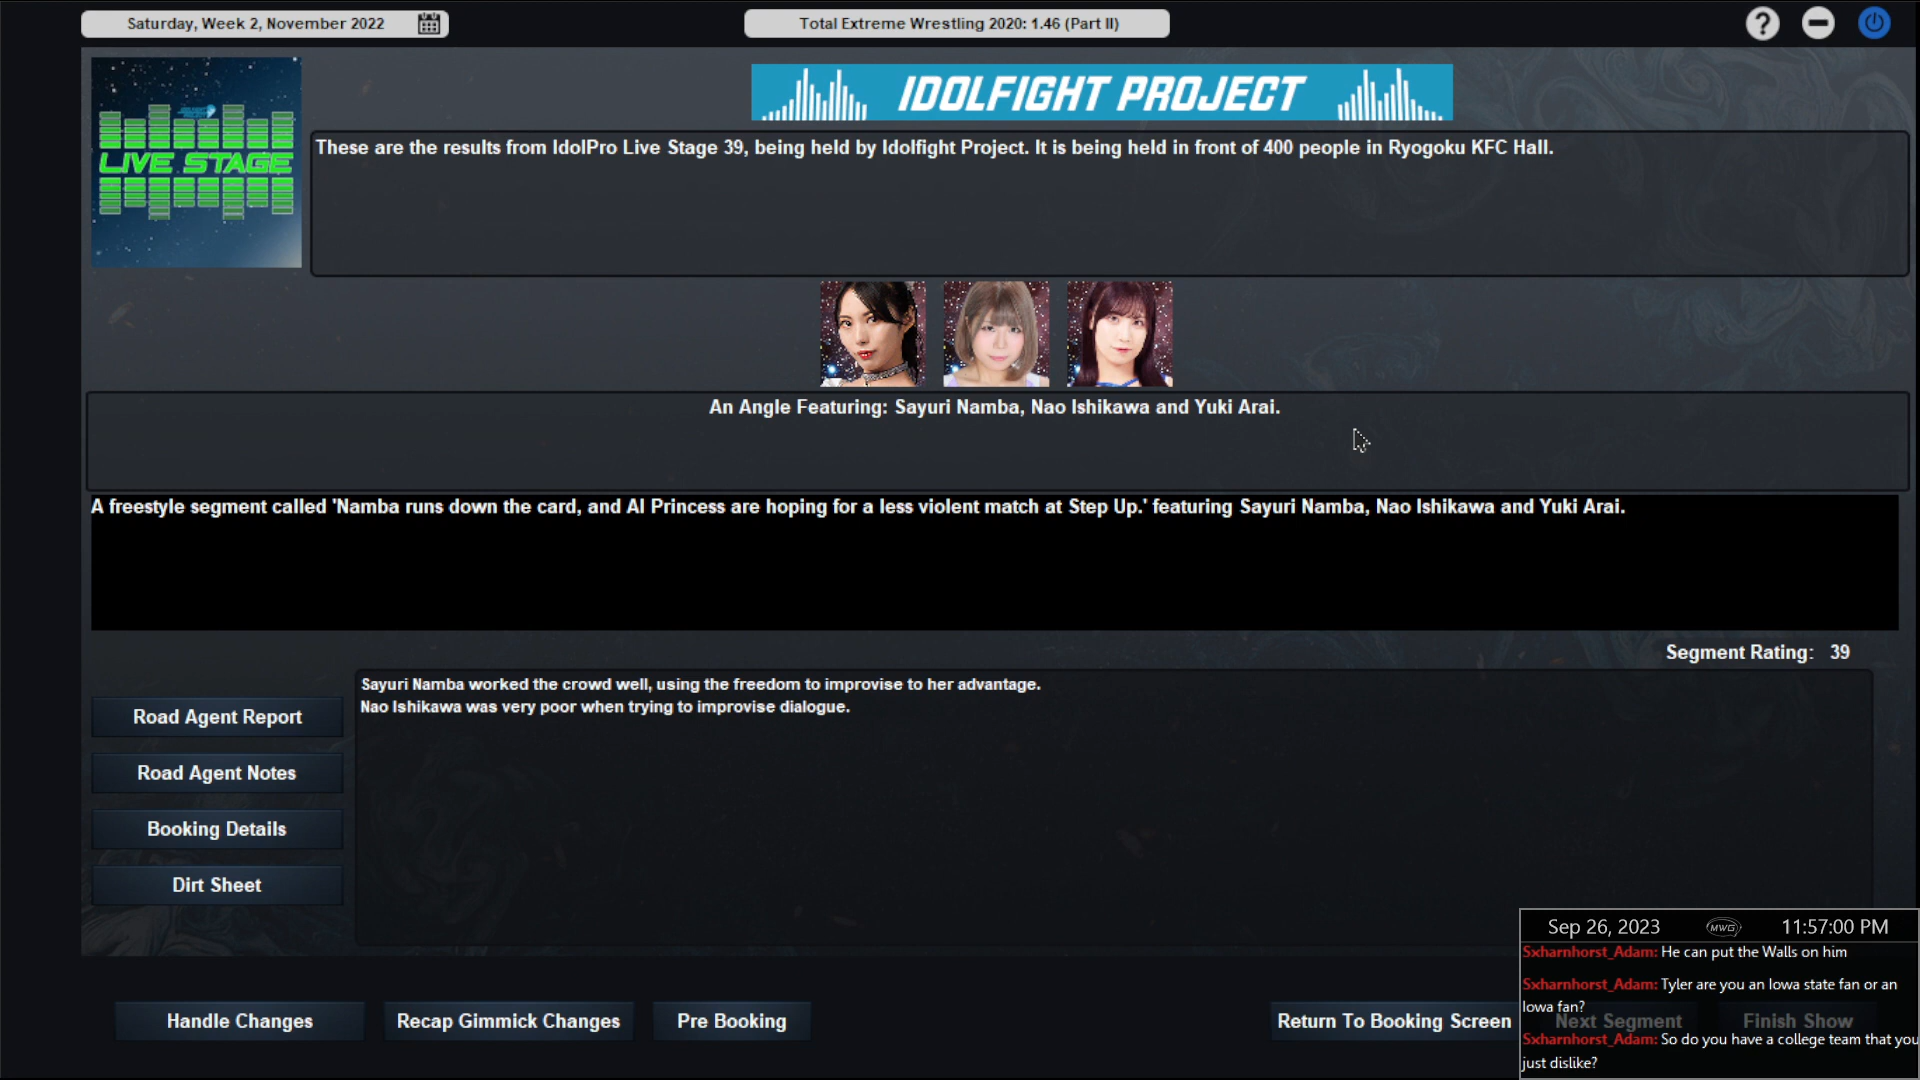 Saturday, Week 2, November 2022
Total Extreme Wrestling 2020: 1.46 (Part II)
?
LIVE STAGE
IDOLFIGHT PROJECT
These are the results from IdolPro Live Stage 39, being held by Idolfight Project. It is being held in front of 400 people in Ryogoku KFC Hall.
An Angle Featuring: Sayuri Namba, Nao Ishikawa and Yuki Arai.
A freestyle segment called 'Namba runs down the card, and AI Princess are hoping for a less violent match at Step Up.' featuring Sayuri Namba, Nao Ishikawa and Yuki Arai.
Segment Rating: 39
Sayuri Namba worked the crowd well, using the freedom to improvise to her advantage.
Nao Ishikawa was very poor when trying to improvise dialogue.
Road Agent Report
Road Agent Notes
Booking Details
Dirt Sheet
Handle Changes
Recap Gimmick Changes
Pre Booking
Return To Booking Screen
Next Segment
Finish Show
Sep 26, 2023
MWG
11:57:00 PM
Sxharnhorst_Adam: He can put the Walls on him
Sxharnhorst_Adam: Tyler are you an Iowa state fan or an
Iowa fan?
Sxharnhorst_Adam: So do you have a college team that you
just dislike?